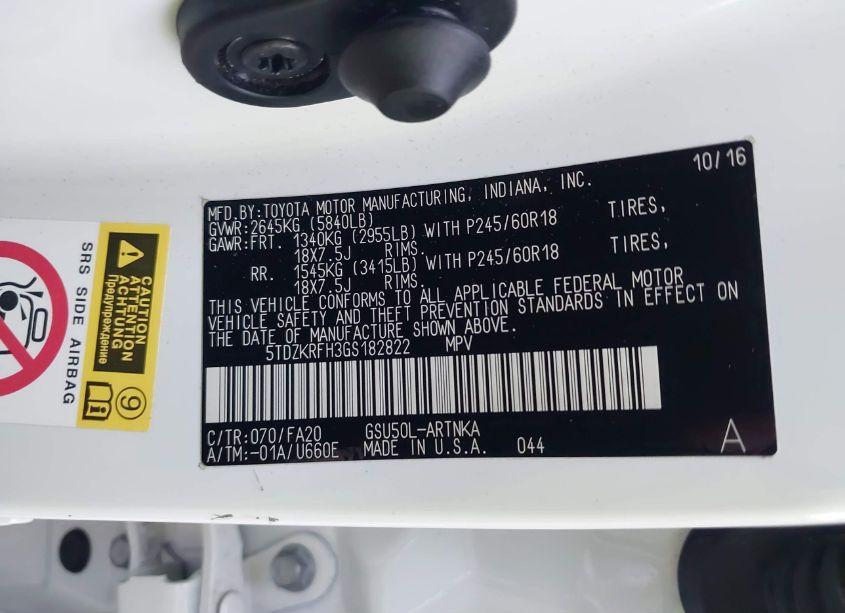 10/16
MFD.BY:TOYOTA MOTOR MANUFACTURING, INDIANA, INC.
GVWR:2645KG (5840LB)
GAWR:FRT. 1340KG (2955LB) WITH P245/60R18 TIRES,
18X7.5J RIMS.
RR. 1545KG (3415LB) WITH P245/60R18 TIRES,
18X7.5J RIMS.
THIS VEHICLE CONFORMS TO ALL APPLICABLE FEDERAL MOTOR
VEHICLE SAFETY AND THEFT PREVENTION STANDARDS IN EFFECT ON
THE DATE OF MANUFACTURE SHOWN ABOVE.
5TDZKRFH3GS182822 MPV
C/TR:070/FA20 GSU50L-ARTNKA
A/TM:-01A/U660E MADE IN U.S.A. 044
A
SRS SIDE AIRBAG
CAUTION
ATTENTION
ACHTUNG
Предупреждение
9